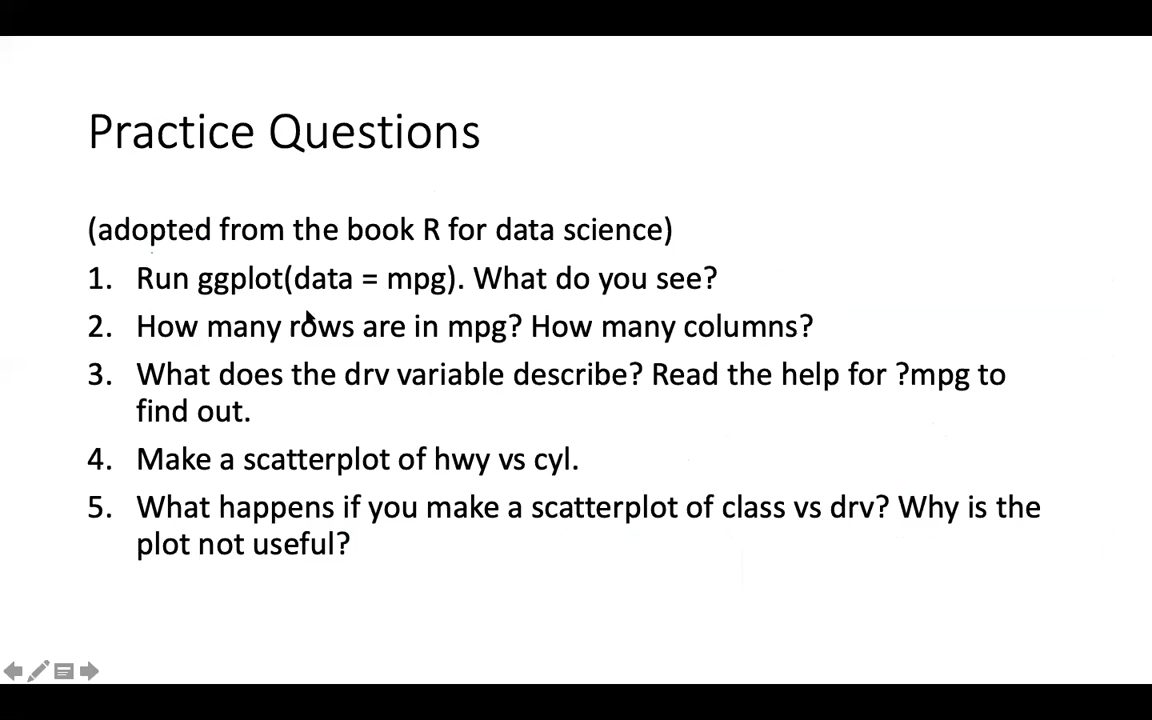 Practice Questions
(adopted from the book R for data science)
1. Run ggplot(data = mpg). What do you see?
2. How many rows are in mpg? How many columns?
3. What does the drv variable describe? Read the help for ?mpg to
find out.
4. Make a scatterplot of hwy vs cyl.
5. What happens if you make a scatterplot of class vs drv? Why is the
plot not useful?